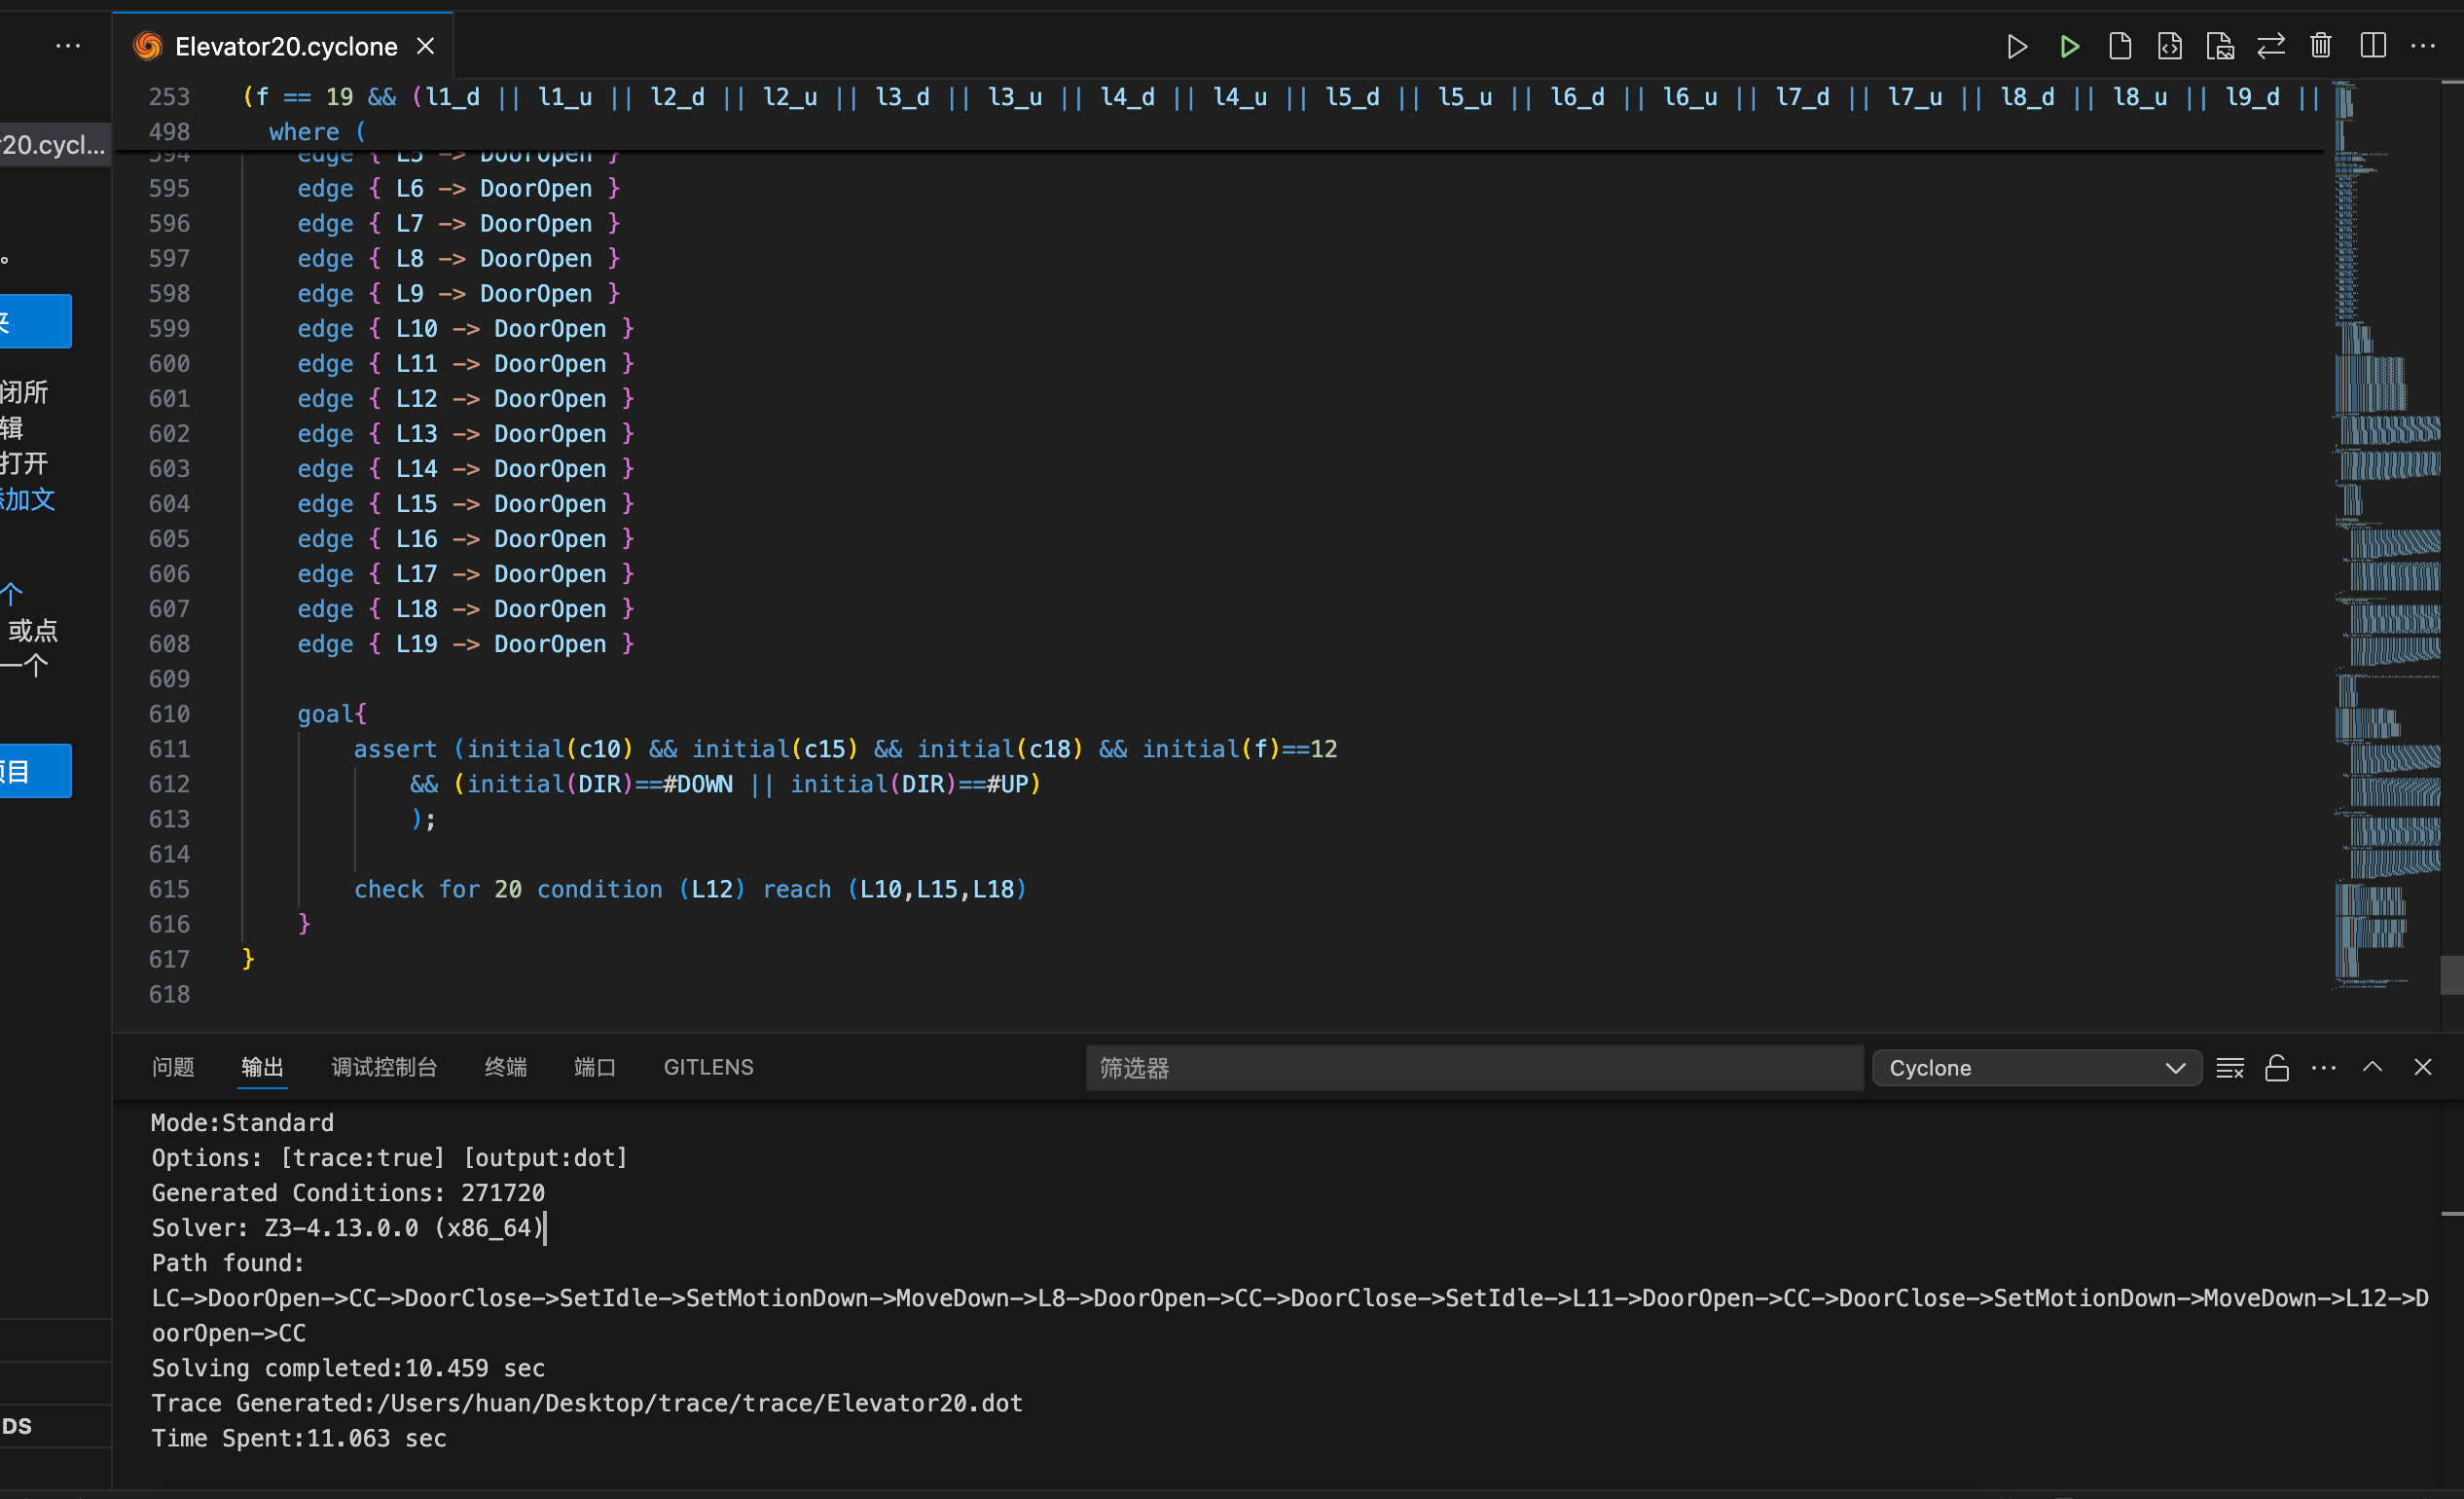 Elevator20.cyclone
253 (f == 19 && (l1_d || l1_u || l2_d || l2_u || l3_d || l3_u || l4_d || l4_u || l5_d || l5_u || l6_d || l6_u || l7_d || l7_u || l8_d || l8_u || l9_d ||
498 where (
594 edge { L5 -> DoorOpen }
595 edge { L6 -> DoorOpen }
596 edge { L7 -> DoorOpen }
597 edge { L8 -> DoorOpen }
598 edge { L9 -> DoorOpen }
599 edge { L10 -> DoorOpen }
600 edge { L11 -> DoorOpen }
601 edge { L12 -> DoorOpen }
602 edge { L13 -> DoorOpen }
603 edge { L14 -> DoorOpen }
604 edge { L15 -> DoorOpen }
605 edge { L16 -> DoorOpen }
606 edge { L17 -> DoorOpen }
607 edge { L18 -> DoorOpen }
608 edge { L19 -> DoorOpen }
609
610 goal{
611 assert (initial(c10) && initial(c15) && initial(c18) && initial(f)==12
612 && (initial(DIR)==#DOWN || initial(DIR)==#UP)
613 );
614
615 check for 20 condition (L12) reach (L10,L15,L18)
616 }
617 }
618
r20.cycl...
。
闭所
辑
打开
加文
个
或点
一个
项目
DS
问题 输出 调试控制台 终端 端口 GITLENS 筛选器 Cyclone
Mode:Standard
Options: [trace:true] [output:dot]
Generated Conditions: 271720
Solver: Z3-4.13.0.0 (x86_64)
Path found:
LC->DoorOpen->CC->DoorClose->SetIdle->SetMotionDown->MoveDown->L8->DoorOpen->CC->DoorClose->SetIdle->L11->DoorOpen->CC->DoorClose->SetMotionDown->MoveDown->L12->D
oorOpen->CC
Solving completed:10.459 sec
Trace Generated:/Users/huan/Desktop/trace/trace/Elevator20.dot
Time Spent:11.063 sec